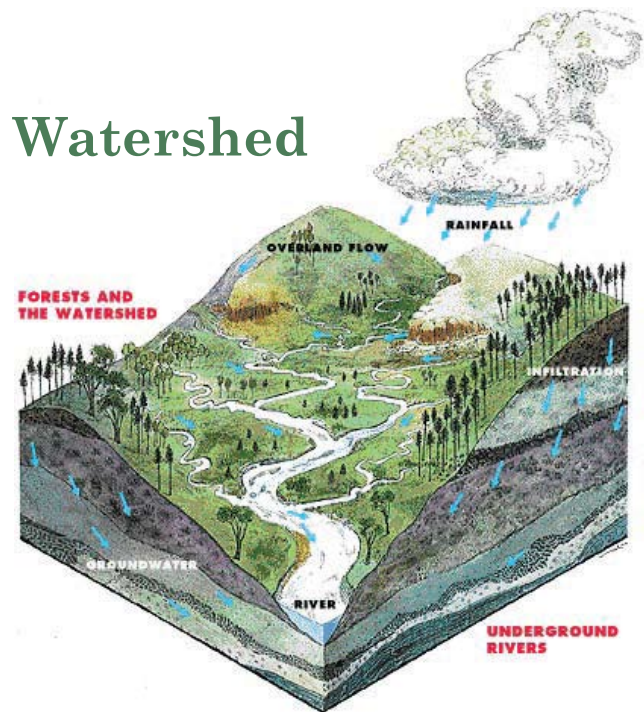 Watershed
RAINFALL
OVERLAND FLOW
FORESTS AND
THE WATERSHED
INFILTRATION
GROUNDWATER
RIVER
UNDERGROUND
RIVERS